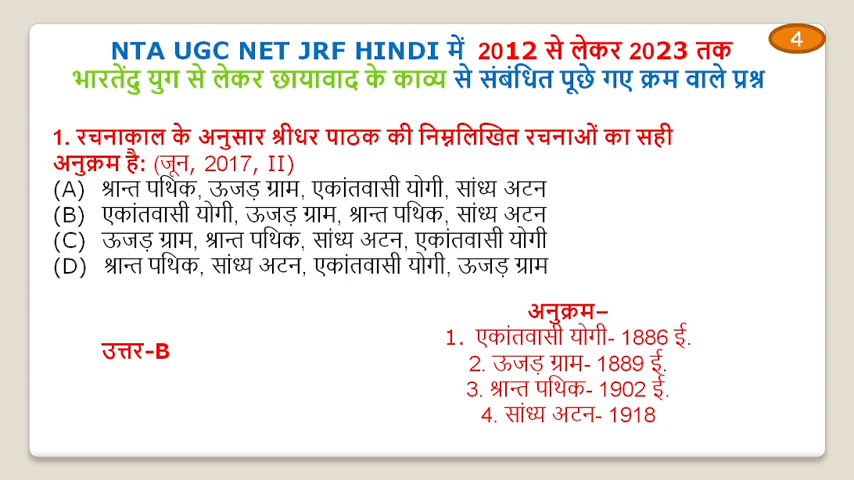 4
NTA UGC NET JRF HINDI में 2012 से लेकर 2023 तक
भारतेंदु युग से लेकर छायावाद के काव्य से संबंधित पूछे गए क्रम वाले प्रश्न
1. रचनाकाल के अनुसार श्रीधर पाठक की निम्नलिखित रचनाओं का सही
अनुक्रम है: (जून, 2017, II)
(A) श्रान्त पथिक, ऊजड़ ग्राम, एकांतवासी योगी, सांध्य अटन
(B) एकांतवासी योगी, ऊजड़ ग्राम, श्रान्त पथिक, सांध्य अटन
(C) ऊजड़ ग्राम, श्रान्त पथिक, सांध्य अटन, एकांतवासी योगी
(D) श्रान्त पथिक, सांध्य अटन, एकांतवासी योगी, ऊजड़ ग्राम
उत्तर-B
अनुक्रम–
1. एकांतवासी योगी- 1886 ई.
2. ऊजड़ ग्राम- 1889 ई.
3. श्रान्त पथिक- 1902 ई.
4. सांध्य अटन- 1918